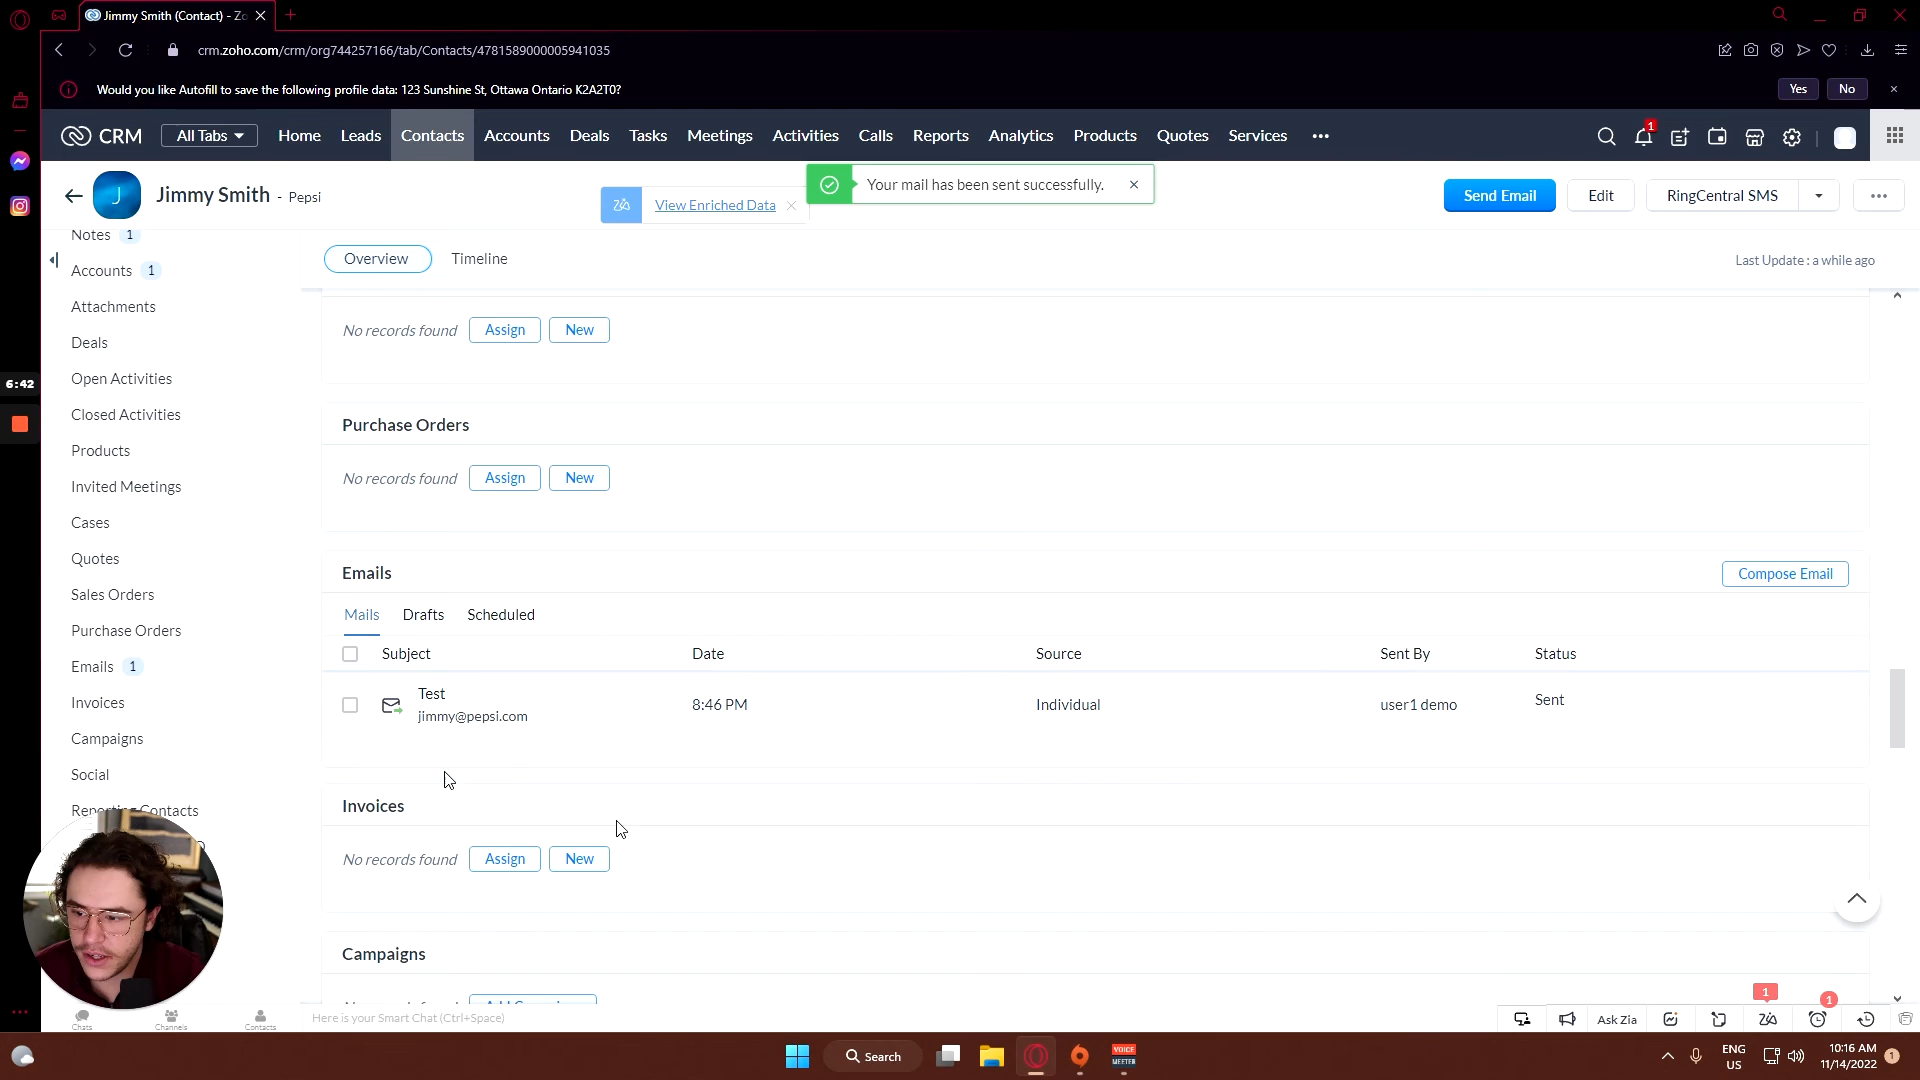 Jimmy Smith (Contact) - Zo
crm.zoho.com/crm/org744257166/tab/Contacts/4781589000005941035
Would you like Autofill to save the following profile data: 123 Sunshine St, Ottawa Ontario K2A2T0?
Yes
No
CRM
All Tabs
Home
Leads
Contacts
Accounts
Deals
Tasks
Meetings
Activities
Calls
Reports
Analytics
Products
Quotes
Services
1
J
Jimmy Smith - Pepsi
View Enriched Data
Your mail has been sent successfully.
Send Email
Edit
RingCentral SMS
Notes 1
Accounts 1
Attachments
Deals
Open Activities
Closed Activities
Products
Invited Meetings
Cases
Quotes
Sales Orders
Purchase Orders
Emails 1
Invoices
Campaigns
Social
Reporting Contacts
6:42
Overview
Timeline
Last Update : a while ago
No records found
Assign
New
Purchase Orders
No records found
Assign
New
Emails
Compose Email
Mails
Drafts
Scheduled
Subject
Date
Source
Sent By
Status
Test
jimmy@pepsi.com
8:46 PM
Individual
user1 demo
Sent
Invoices
No records found
Assign
New
Campaigns
Chats
Channels
Contacts
Here is your Smart Chat (Ctrl+Space)
Ask Zia
1
1
Search
VOICE
MEETER
ENG
US
10:16 AM
11/14/2022
1